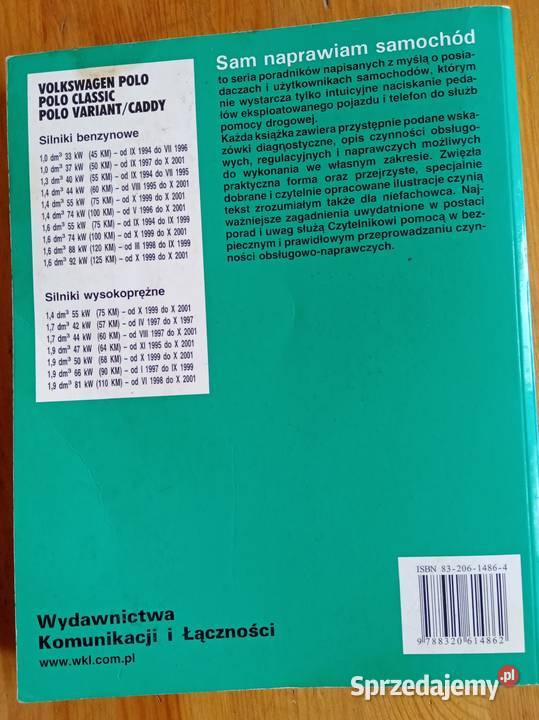 VOLKSWAGEN POLO
POLO CLASSIC
POLO VARIANT/CADDY
Silniki benzynowe
1,0 dm³ 33 kW (45 KM) – od IX 1994 do VII 1996
1,0 dm³ 37 kW (50 KM) – od IX 1997 do X 2001
1,3 dm³ 40 kW (55 KM) – od IX 1994 do VII 1995
1,4 dm³ 44 kW (60 KM) – od VIII 1995 do X 2001
1,4 dm³ 55 kW (75 KM) – od X 1999 do X 2001
1,4 dm³ 74 kW (100 KM) – od V 1996 do X 2001
1,6 dm³ 55 kW (75 KM) – od IX 1994 do IX 1999
1,6 dm³ 74 kW (100 KM) – od X 1999 do X 2001
1,6 dm³ 88 kW (120 KM) – od III 1998 do IX 1999
1,6 dm³ 92 kW (125 KM) – od X 1999 do X 2001
Silniki wysokoprężne
1,4 dm³ 55 kW (75 KM) – od X 1999 do X 2001
1,7 dm³ 42 kW (57 KM) – od IV 1997 do X 1997
1,7 dm³ 44 kW (60 KM) – od VIII 1997 do X 2001
1,9 dm³ 47 kW (64 KM) – od XI 1995 do X 2001
1,9 dm³ 50 kW (68 KM) – od X 1999 do X 2001
1,9 dm³ 66 kW (90 KM) – od I 1997 do IX 1999
1,9 dm³ 81 kW (110 KM) – od VI 1998 do X 2001
Sam naprawiam samochód
to seria poradników napisanych z myślą o posia-
daczach i użytkownikach samochodów, którym
nie wystarcza tylko intuicyjne naciskanie peda-
łów eksploatowanego pojazdu i telefon do służb
pomocy drogowej.
Każda książka zawiera przystępnie podane wska-
zówki diagnostyczne, opis czynności obsługo-
wych, regulacyjnych i naprawczych możliwych
do wykonania we własnym zakresie. Zwięzła
praktyczna forma oraz przejrzyste, specjalnie
dobrane i czytelnie opracowane ilustracje czynią
tekst zrozumiałym także dla niefachowca. Naj-
ważniejsze zagadnienia uwydatnione w postaci
porad i uwag służą Czytelnikowi pomocą w bez-
piecznym i prawidłowym przeprowadzaniu czyn-
ności obsługowo-naprawczych.
ISBN 83-206-1486-4
9 788320 614862
Wydawnictwa
Komunikacji i Łączności
www.wkl.com.pl
Sprzedajemy.pl